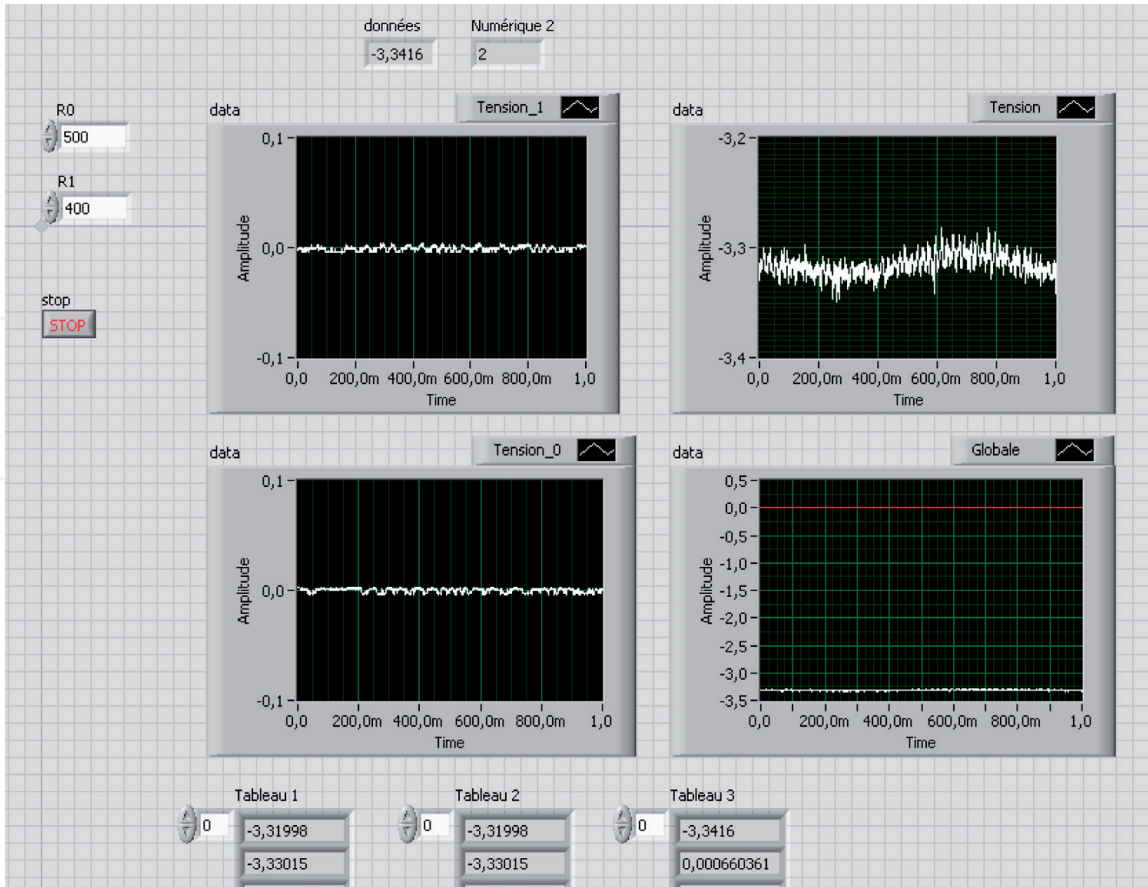 données
Numérique 2
-3,3416
2
R0
500
R1
400
stop
STOP
data
Tension_1
0,1
0,0
-0,1
Amplitude
0,0 200,0m 400,0m 600,0m 800,0m 1,0
Time
data
Tension
-3,2
-3,3
-3,4
Amplitude
0,0 200,0m 400,0m 600,0m 800,0m 1,0
Time
data
Tension_0
0,1
0,0
-0,1
Amplitude
0,0 200,0m 400,0m 600,0m 800,0m 1,0
Time
data
Globale
0,5
0,0
-0,5
-1,0
-1,5
-2,0
-2,5
-3,0
-3,5
Amplitude
0,0 200,0m 400,0m 600,0m 800,0m 1,0
Time
Tableau 1
0
-3,31998
-3,33015
Tableau 2
0
-3,31998
-3,33015
Tableau 3
0
-3,3416
0,000660361